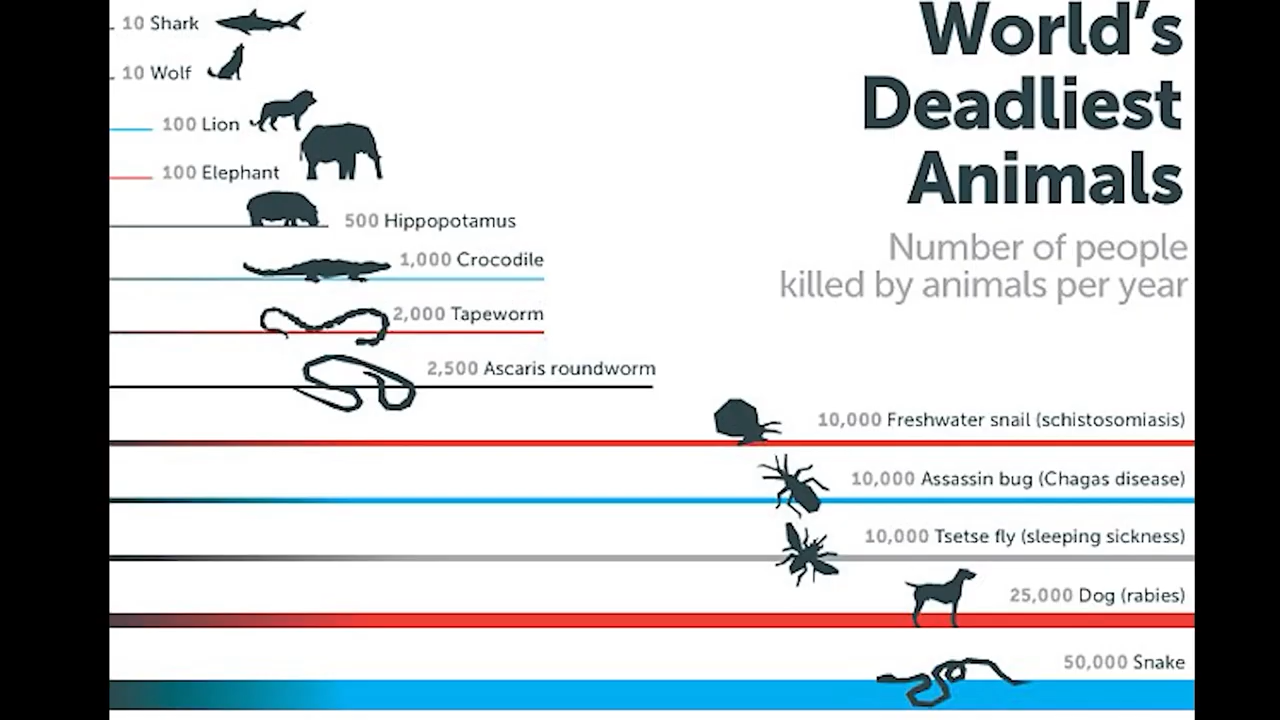 World's
Deadliest
Animals
Number of people
killed by animals per year
10 Shark
10 Wolf
100 Lion
100 Elephant
500 Hippopotamus
1,000 Crocodile
2,000 Tapeworm
2,500 Ascaris roundworm
10,000 Freshwater snail (schistosomiasis)
10,000 Assassin bug (Chagas disease)
10,000 Tsetse fly (sleeping sickness)
25,000 Dog (rabies)
50,000 Snake